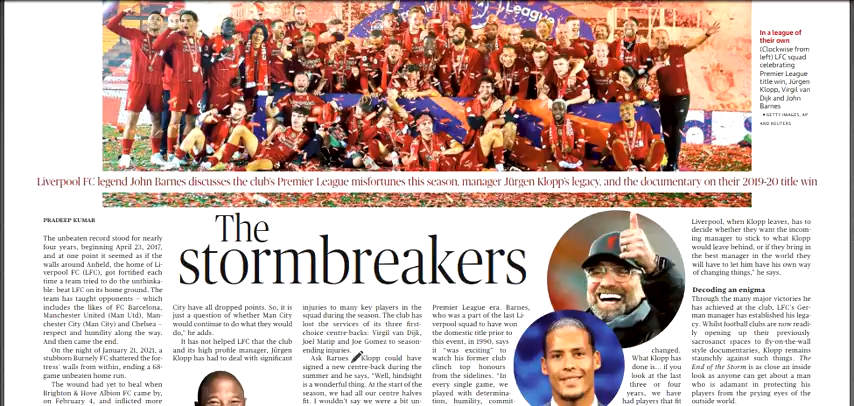 League
In a league of
their own
(Clockwise from
left) LFC squad
celebrating
Premier League
title win, Jürgen
Klopp, Virgil van
Dijk and John
Barnes
• GETTY IMAGES, AP
AND REUTERS
Liverpool FC legend John Barnes discusses the club's Premier League misfortunes this season, manager Jürgen Klopp's legacy, and the documentary on their 2019-20 title win
PRADEEP KUMAR
The unbeaten record stood for nearly
four years, beginning April 23, 2017,
and at one point it seemed as if the
walls around Anfield, the home of Li-
verpool FC (LFC), got fortified each
time a team tried to do the unthinka-
ble: beat LFC on its home ground. The
team has taught opponents – which
includes the likes of FC Barcelona,
Manchester United (Man Utd), Man-
chester City (Man City) and Chelsea –
respect and humility along the way.
And then came the end.
On the night of January 21, 2021, a
stubborn Burnely FC shattered the for-
tress' walls from within, ending a 68-
game unbeaten home run.
The wound had yet to heal when
Brighton & Hove Albion FC came by,
on February 4, and inflicted more
The
stormbreakers
City have all dropped points. So, it is
just a question of whether Man City
would continue to do what they would
do," he adds.
It has not helped LFC that the club
and its high profile manager, Jürgen
Klopp has had to deal with significant
injuries to many key players in the
squad during the season. The club has
lost the services of its three first-
choice centre-backs: Virgil van Dijk,
Joel Matip and Joe Gomez to season-
ending injuries.
Ask Barnes Klopp could have
signed a new centre-back during the
summer and he says, "Well, hindsight
is a wonderful thing. At the start of the
season, we had all our centre halves
fit. I wouldn't say we were a bit un-
Premier League era. Barnes,
who was a part of the last Li-
verpool squad to have won
the domestic title prior to
this event, in 1990, says
it "was exciting" to
watch his former club
clinch top honours
from the sidelines. "In
every single game, we
played with determina-
tion, humility, commit-
changed.
What Klopp has
done is... if you
look at the last
three or four
years, we have
had players that fit
Liverpool, when Klopp leaves, has to
decide whether they want the incom-
ing manager to stick to what Klopp
would leave behind, or if they bring in
the best manager in the world they
will have to let him have his own way
of changing things," he says.
Decoding an enigma
Through the many major victories he
has achieved at the club, LFC's Ger-
man manager has established his le-
gacy. Whilst football clubs are now readi-
ly opening up their previously
sacrosanct spaces to fly-on-the-wall
style documentaries, Klopp remains
staunchly against such things. The
End of the Storm is as close an inside
look as anyone can get about a man
who is adamant in protecting his
players from the prying eyes of the
outside world.